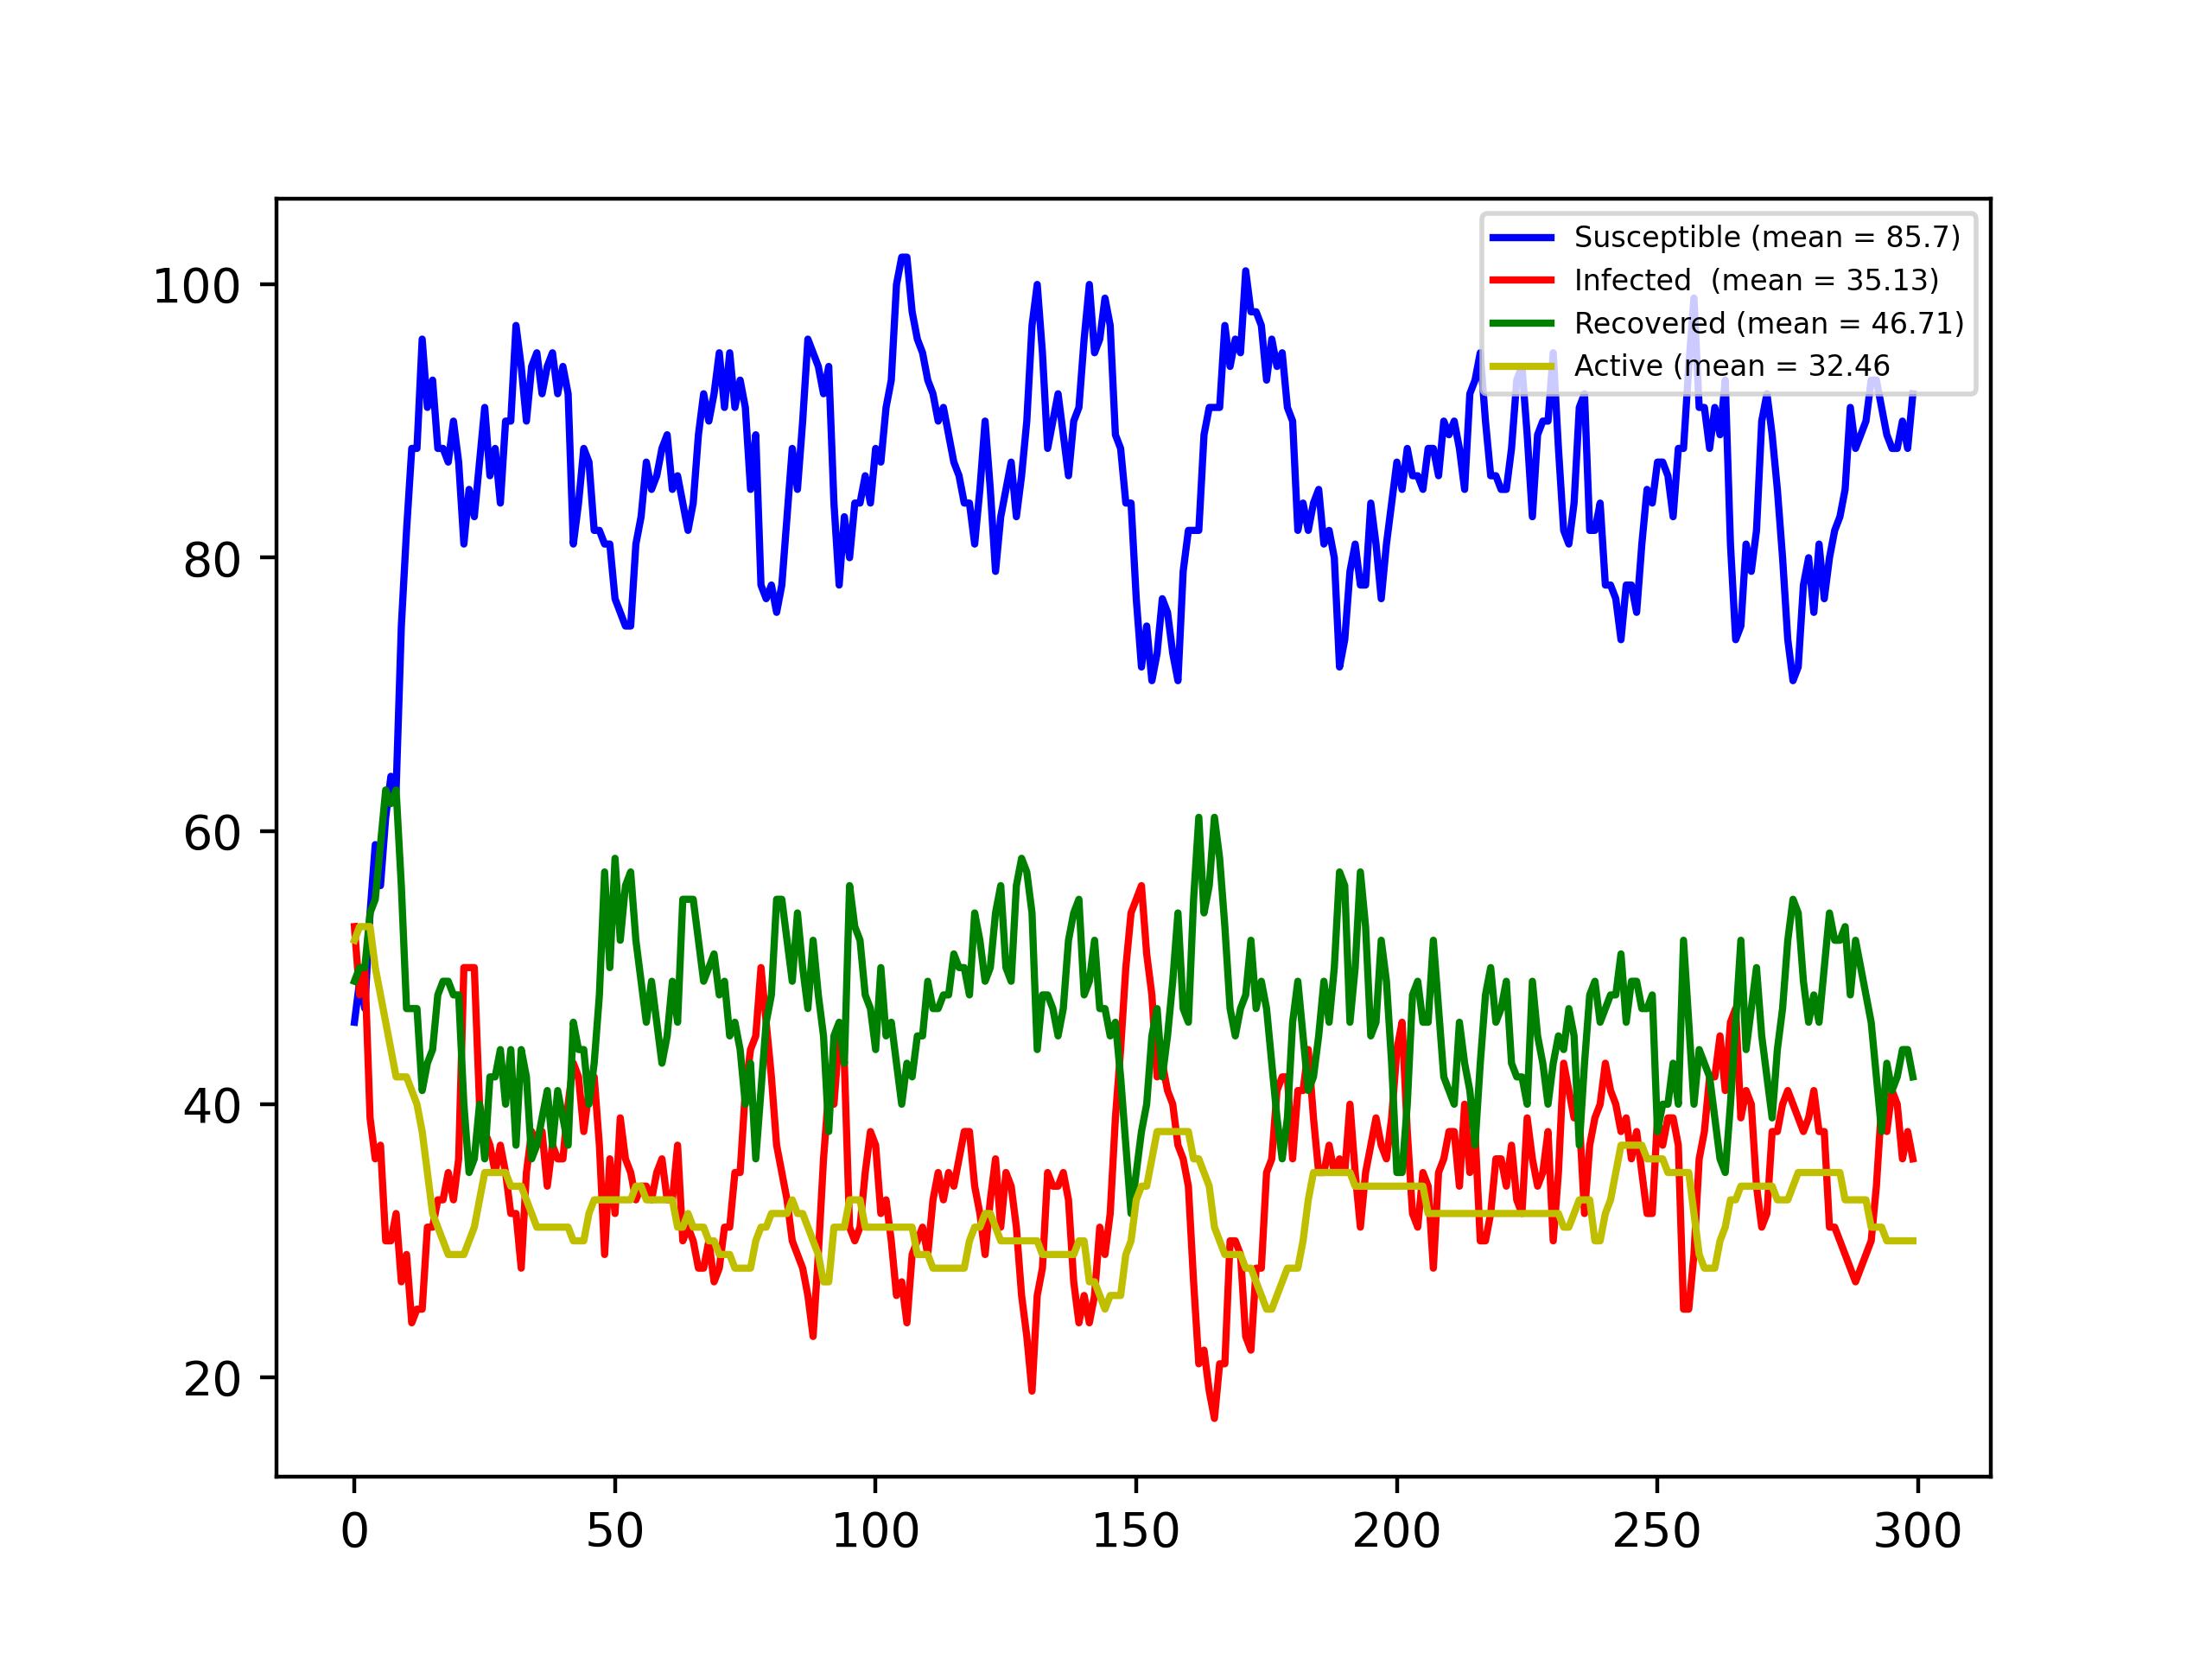 Susceptible (mean = 85.7)
Infected  (mean = 35.13)
Recovered (mean = 46.71)
Active (mean = 32.46
100
80
60
40
20
0 50 100 150 200 250 300